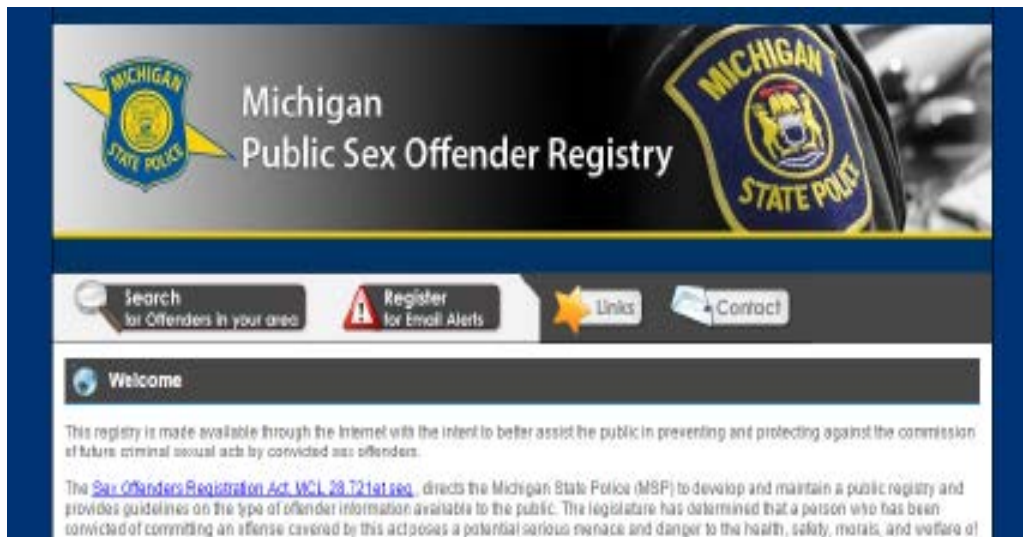 MICHIGAN
STATE POLICE
Michigan
Public Sex Offender Registry
MICHIGAN
STATE POLICE
Search
for Offenders in your area
Register
for Email Alerts
Links
Contact
Welcome
This registry is made available through the Internet with the intent to better assist the public in preventing and protecting against the commission
of future criminal sexual acts by convicted sex offenders.
The Sex Offenders Registration Act, MCL 28.721 et seq., directs the Michigan State Police (MSP) to develop and maintain a public registry and
provides guidelines on the type of offender information available to the public. The legislature has determined that a person who has been
convicted of committing an offense covered by this act poses a potential serious menace and danger to the health, safety, morals, and welfare of